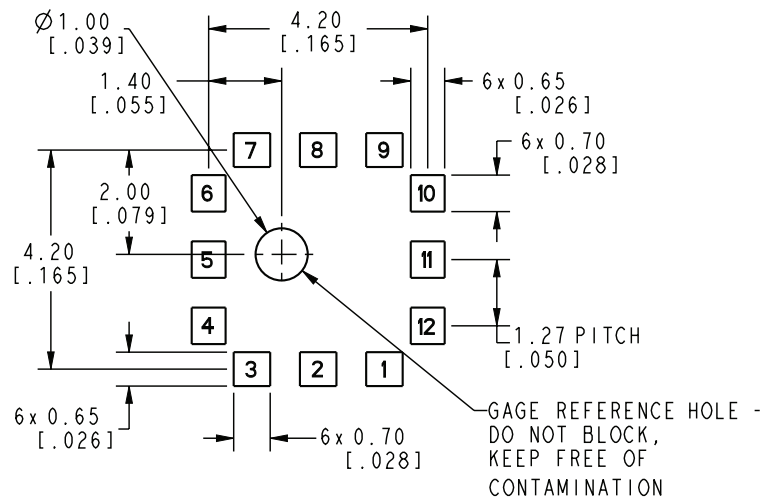 Ø1.00
[.039]
4.20
[.165]
1.40
[.055]
6x 0.65
[.026]
6x 0.70
[.028]
7
8
9
6
10
2.00
[.079]
4.20
[.165]
5
11
4
12
1.27 PITCH
[.050]
3
2
1
6x 0.65
[.026]
6x 0.70
[.028]
GAGE REFERENCE HOLE -
DO NOT BLOCK,
KEEP FREE OF
CONTAMINATION